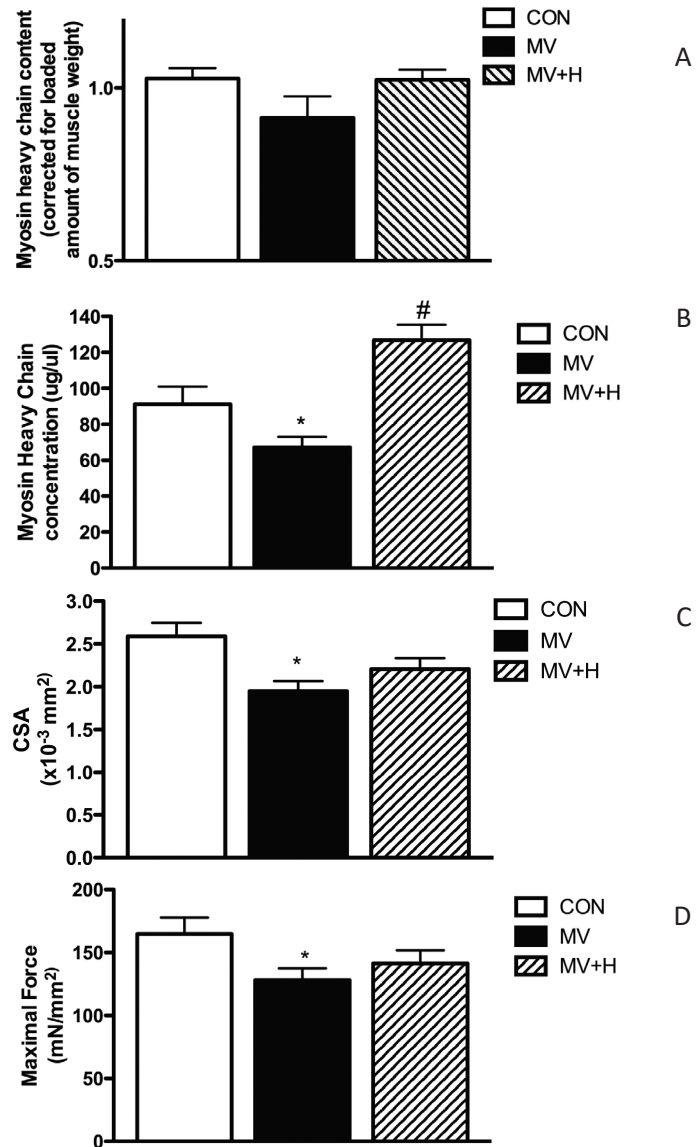 A
Myosin heavy chain content
(corrected for loaded
amount of muscle weight)
1.0
0.5
CON
MV
MV+H
B
Myosin Heavy Chain
concentration (ug/ul)
140
120
100
80
60
40
20
0
*
#
CON
MV
MV+H
C
CSA
(x10⁻³ mm²)
3.0
2.5
2.0
1.5
1.0
0.5
0.0
*
CON
MV
MV+H
D
Maximal Force
(mN/mm²)
200
150
100
50
0
*
CON
MV
MV+H